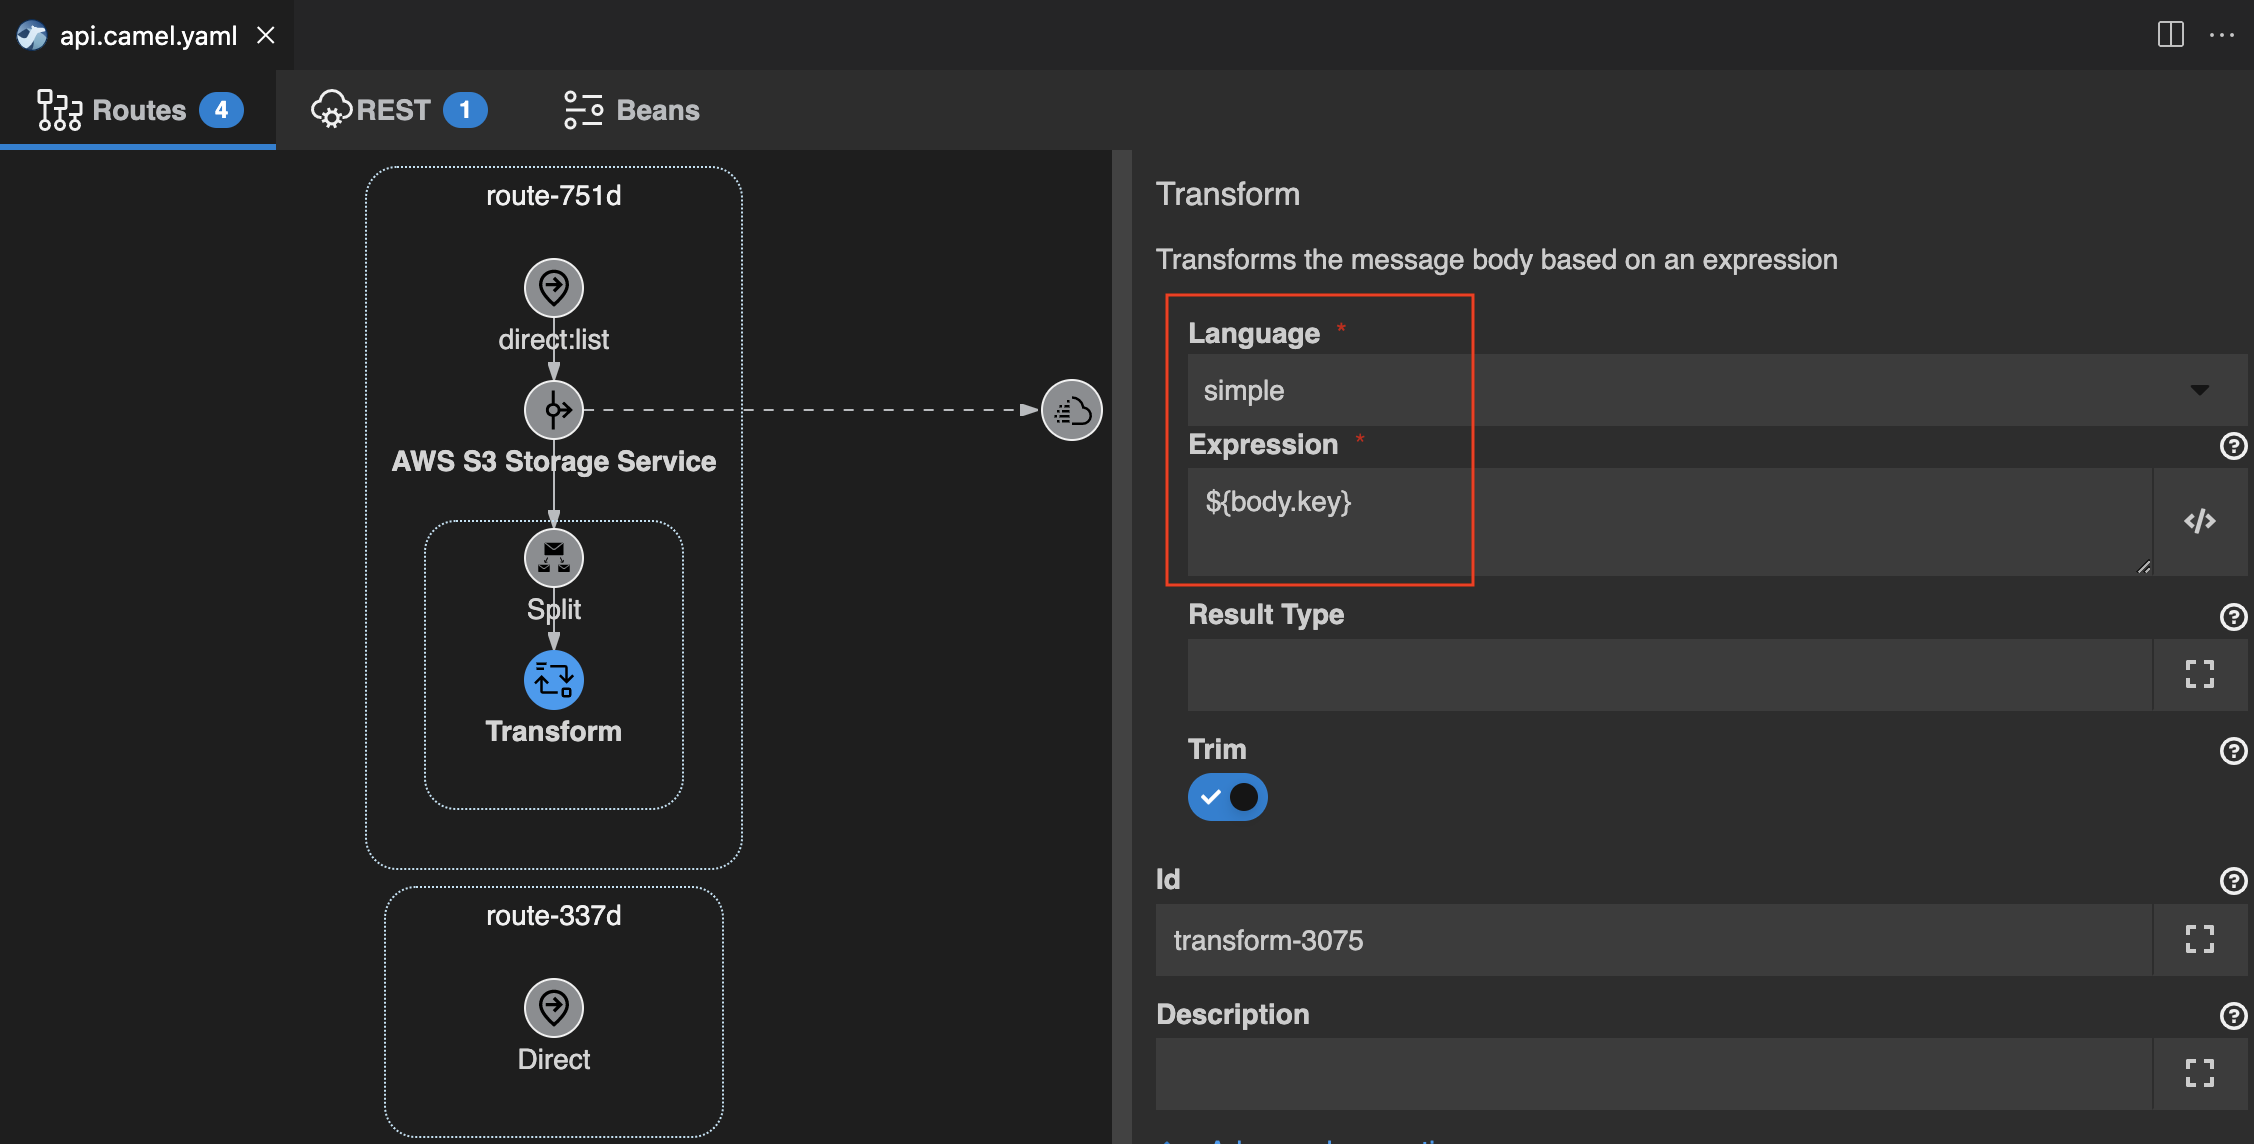 api.camel.yaml
Routes 4
REST 1
Beans
route-751d
direct:list
AWS S3 Storage Service
Split
Transform
route-337d
Direct
Transform
Transforms the message body based on an expression
Language *
simple
Expression *
${body.key}
Result Type
Trim
Id
transform-3075
Description